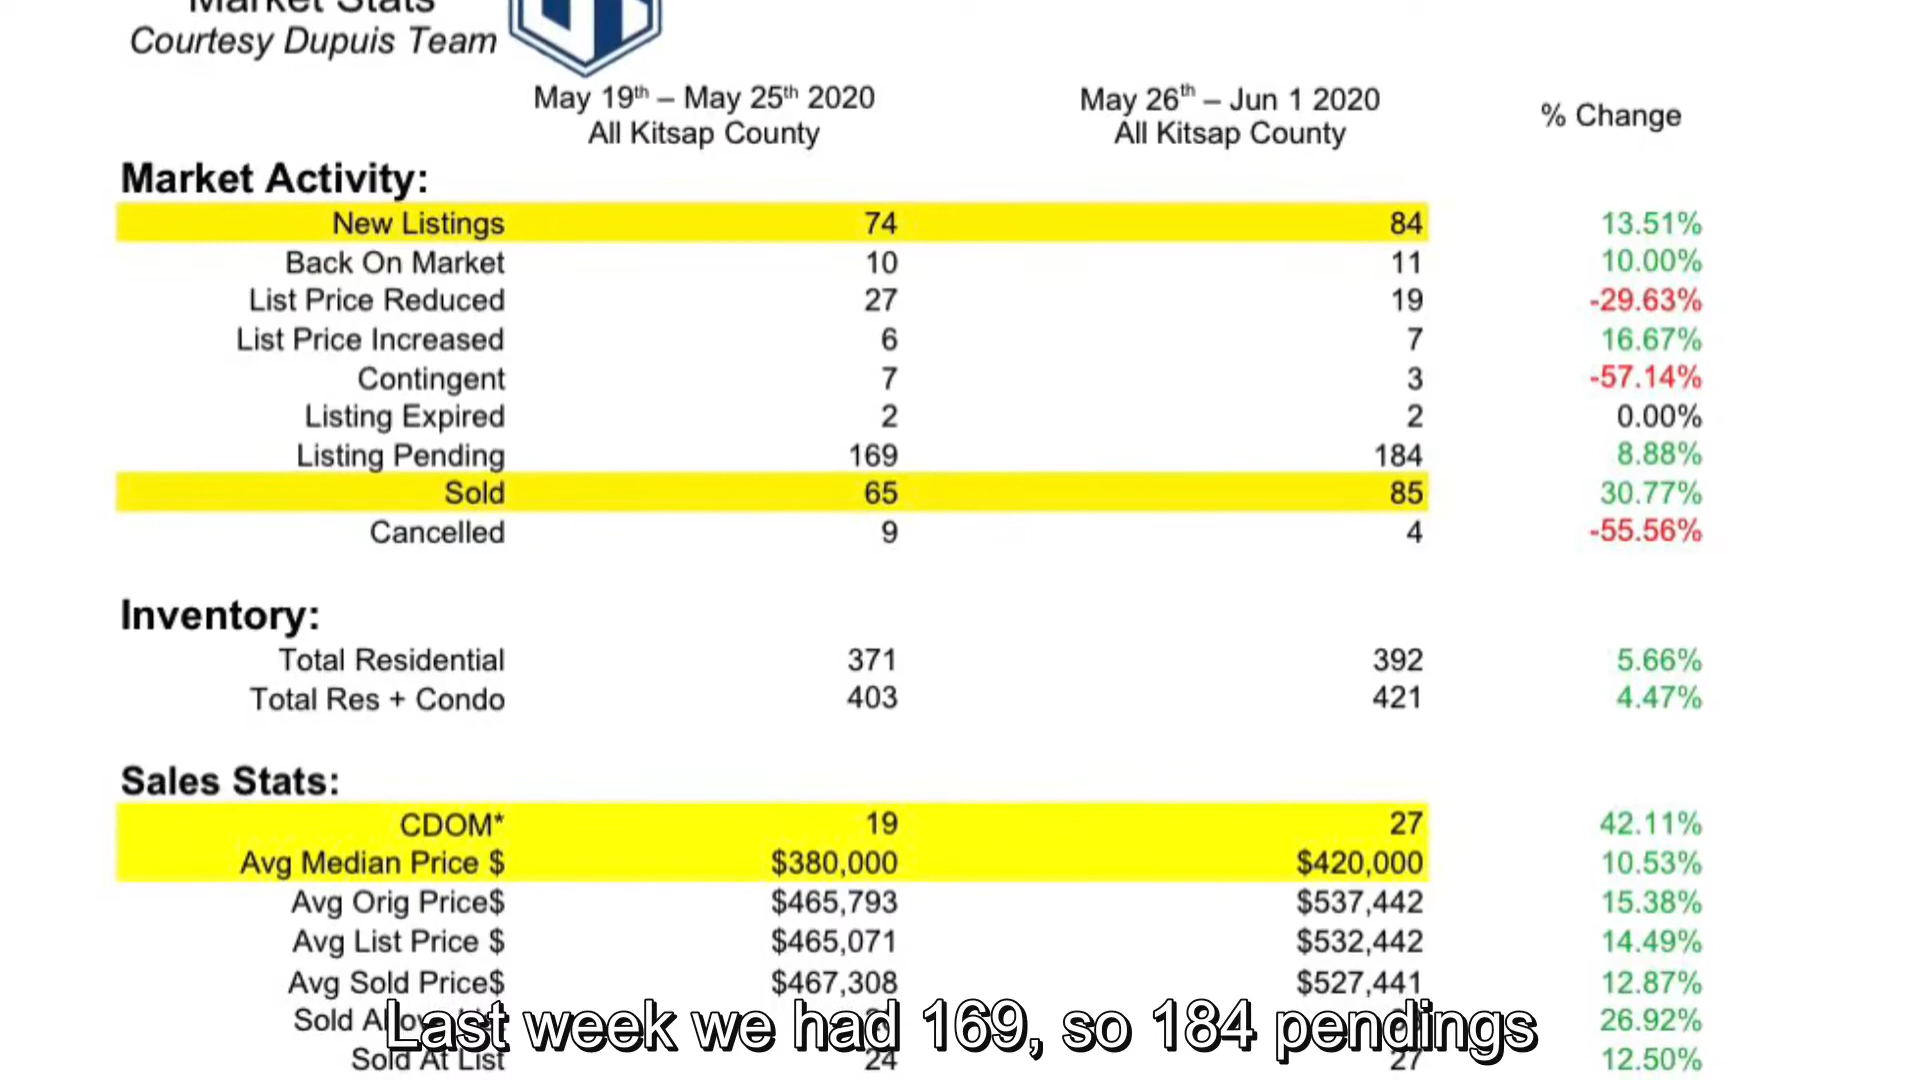 Market Stats
Courtesy Dupuis Team
May 19th – May 25th 2020 May 26th – Jun 1 2020 % Change
All Kitsap County All Kitsap County
Market Activity:
New Listings 74 84 13.51%
Back On Market 10 11 10.00%
List Price Reduced 27 19 -29.63%
List Price Increased 6 7 16.67%
Contingent 7 3 -57.14%
Listing Expired 2 2 0.00%
Listing Pending 169 184 8.88%
Sold 65 85 30.77%
Cancelled 9 4 -55.56%
Inventory:
Total Residential 371 392 5.66%
Total Res + Condo 403 421 4.47%
Sales Stats:
CDOM* 19 27 42.11%
Avg Median Price $ $380,000 $420,000 10.53%
Avg Orig Price$ $465,793 $537,442 15.38%
Avg List Price $ $465,071 $532,442 14.49%
Avg Sold Price$ $467,308 $527,441 12.87%
Sold 26.92%
Last week we had 169, so 184 pendings
Sold At List 24 27 12.50%